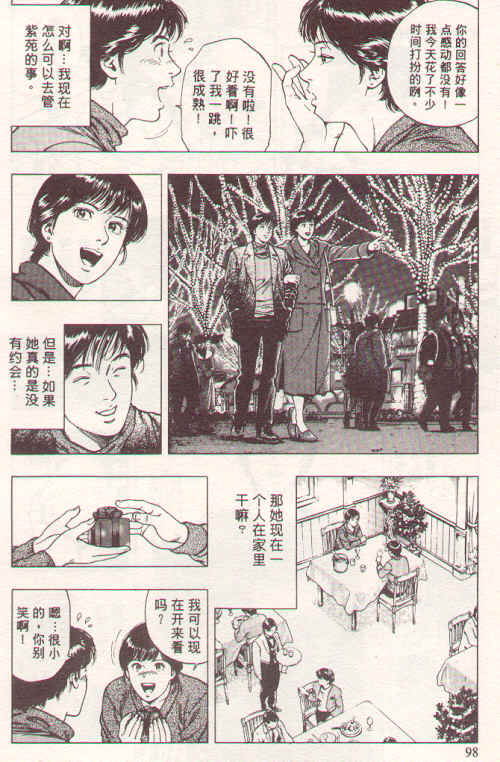 你的回答好像一
点感动都没有！
我今天花了不少
时间打扮的咧。
没有啦！很
好看啊！吓
了我一跳，
很成熟！
对啊…我现在
怎么可以去管
紫苑的事。
但是…如果
她真的是没
有约会…
那她现在一
个人在家里
干嘛？
我可以现
在开来看
吗？
嗯…很小
的，你别
笑啊！
98